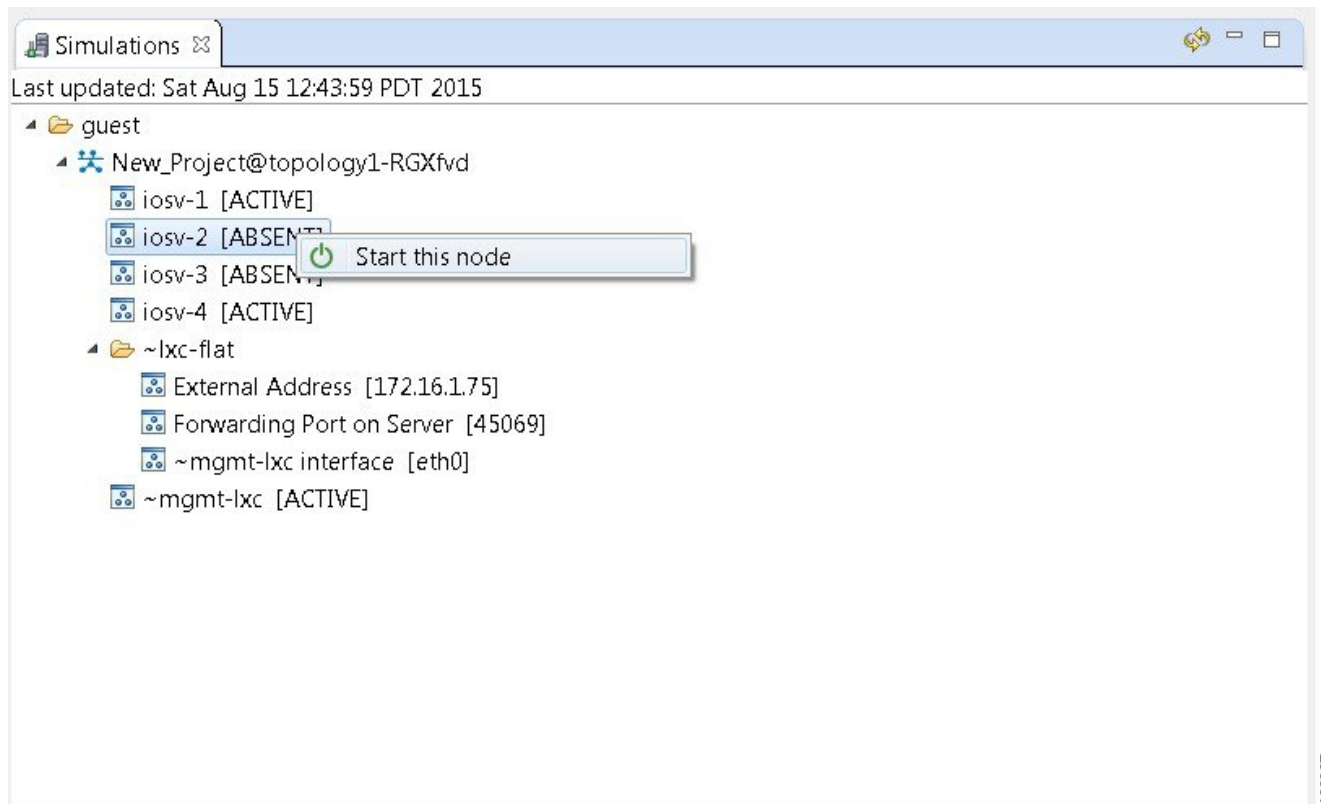 Simulations
Last updated: Sat Aug 15 12:43:59 PDT 2015
guest
New_Project@topology1-RGXfvd
iosv-1 [ACTIVE]
iosv-2 [ABSENT]
Start this node
iosv-3 [ABSENT]
iosv-4 [ACTIVE]
~lxc-flat
External Address [172.16.1.75]
Forwarding Port on Server [45069]
~mgmt-lxc interface [eth0]
~mgmt-lxc [ACTIVE]